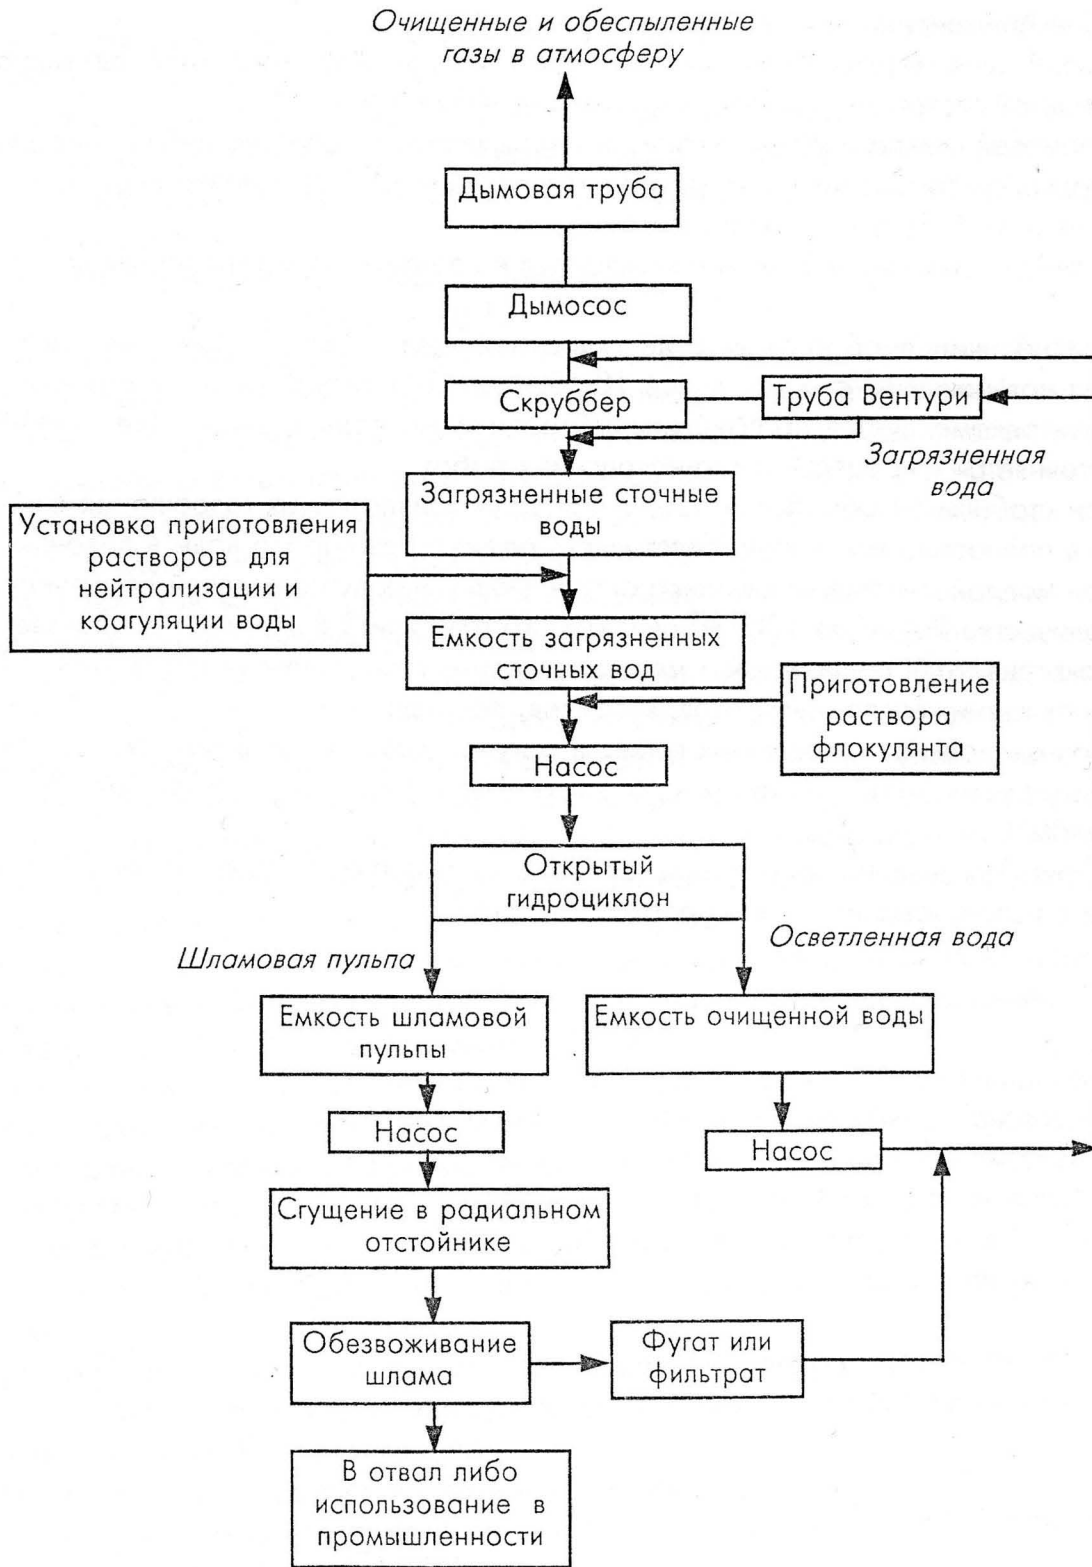 Очищенные и обеспыленные
газы в атмосферу
Дымовая труба
Дымосос
Скруббер
Труба Вентури
Загрязненная
вода
Загрязненные сточные
воды
Установка приготовления
растворов для
нейтрализации и
коагуляции воды
Емкость загрязненных
сточных вод
Приготовление
раствора
флокулянта
Насос
Открытый
гидроциклон
Шламовая пульпа
Осветленная вода
Емкость шламовой
пульпы
Емкость очищенной воды
Насос
Насос
Сгущение в радиальном
отстойнике
Обезвоживание
шлама
Фугат или
фильтрат
В отвал либо
использование в
промышленности